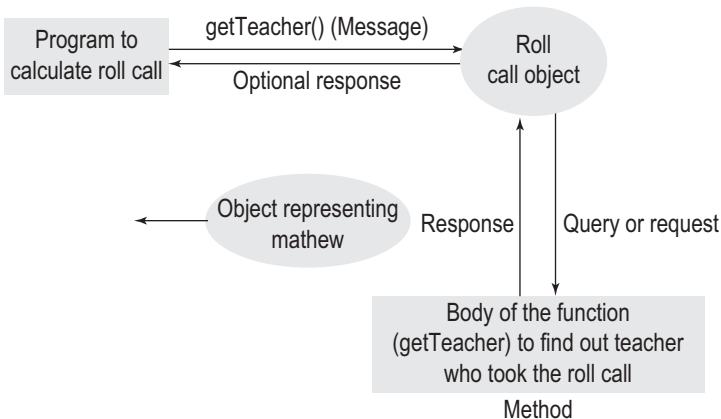 Program to
calculate roll call
getTeacher() (Message)
Optional response
Roll
call object
Object representing
mathew
Response
Query or request
Body of the function
(getTeacher) to find out teacher
who took the roll call
Method